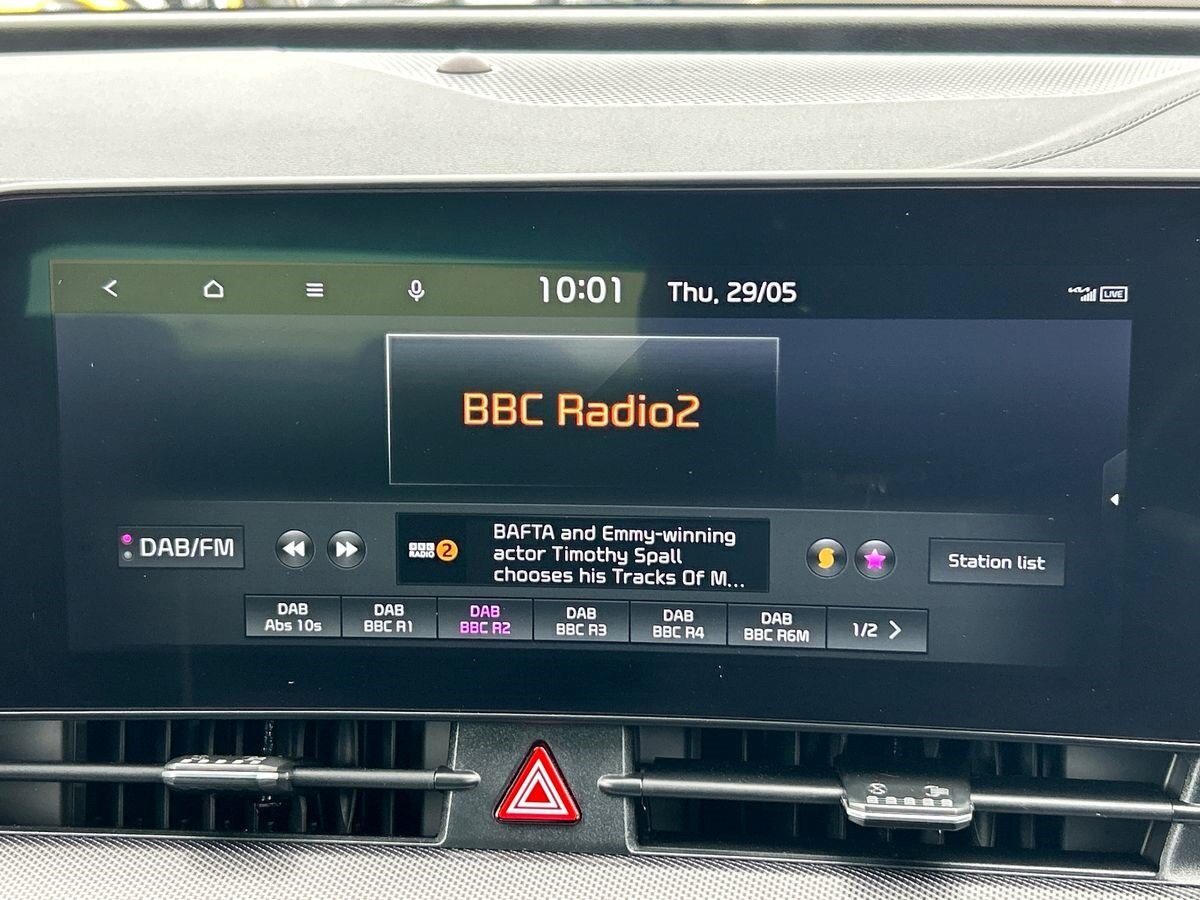 10:01 Thu, 29/05
KIA LIVE
BBC Radio2
DAB/FM
BBC RADIO 2
BAFTA and Emmy-winning
actor Timothy Spall
chooses his Tracks Of M...
Station list
DAB
Abs 10s
DAB
BBC R1
DAB
BBC R2
DAB
BBC R3
DAB
BBC R4
DAB
BBC R6M
1/2